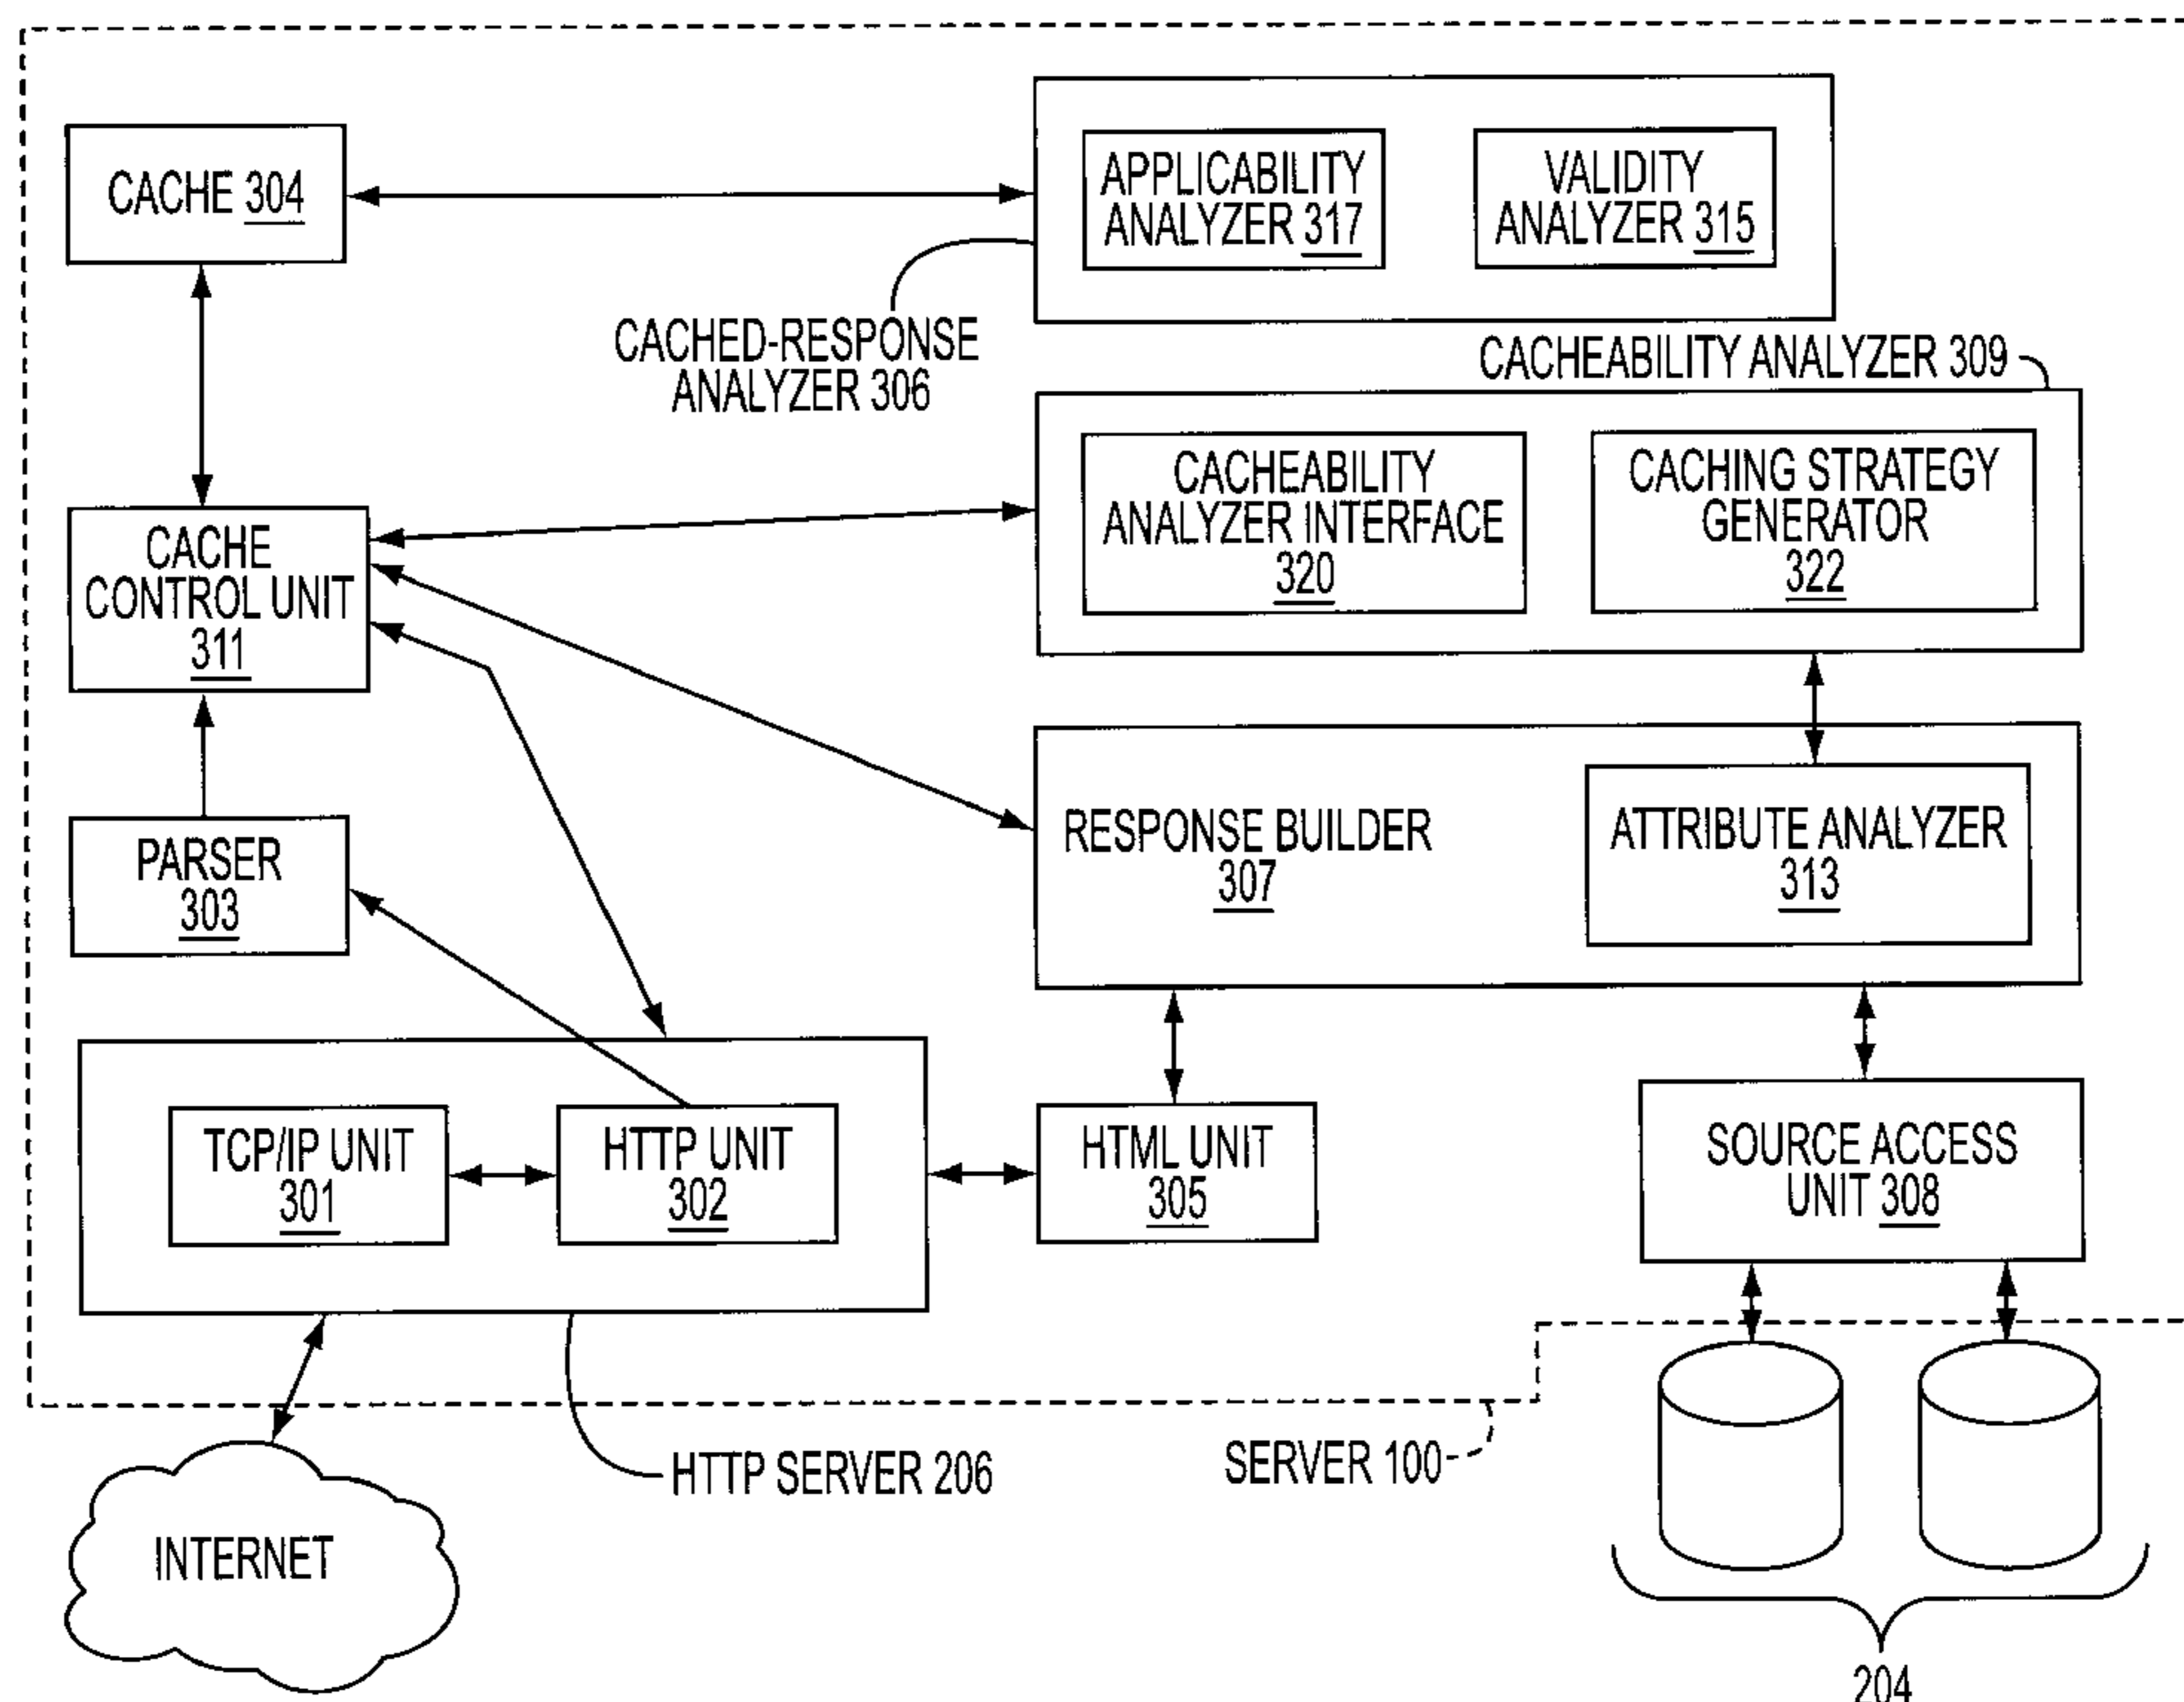 CACHE 304
APPLICABILITY
ANALYZER 317
VALIDITY
ANALYZER 315
CACHED-RESPONSE
ANALYZER 306
CACHEABILITY ANALYZER 309
CACHEABILITY
ANALYZER INTERFACE
320
CACHING STRATEGY
GENERATOR
322
CACHE
CONTROL UNIT
311
RESPONSE BUILDER
307
ATTRIBUTE ANALYZER
313
PARSER
303
TCP/IP UNIT
301
HTTP UNIT
302
HTML UNIT
305
SOURCE ACCESS
UNIT 308
HTTP SERVER 206
SERVER 100
INTERNET
204